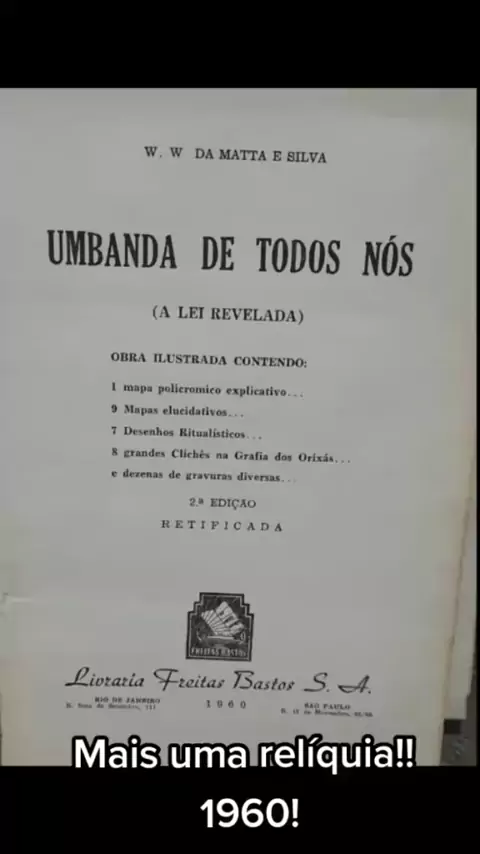 W. W DA MATTA E SILVA
UMBANDA DE TODOS NÓS
(A LEI REVELADA)
OBRA ILUSTRADA CONTENDO:
1 mapa policromico explicativo...
9 Mapas elucidativos...
7 Desenhos Ritualísticos...
8 grandes Clichês na Grafia dos Orixás...
e dezenas de gravuras diversas...
2.ª EDIÇÃO
RETIFICADA
FREITAS BASTOS
Livraria Freitas Bastos S. A.
RIO DE JANEIRO 1960 SÃO PAULO
Mais uma relíquia!!
1960!